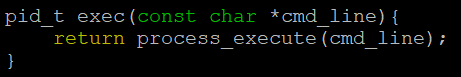 pid_t exec(const char *cmd_line){
    return process_execute(cmd_line);
}